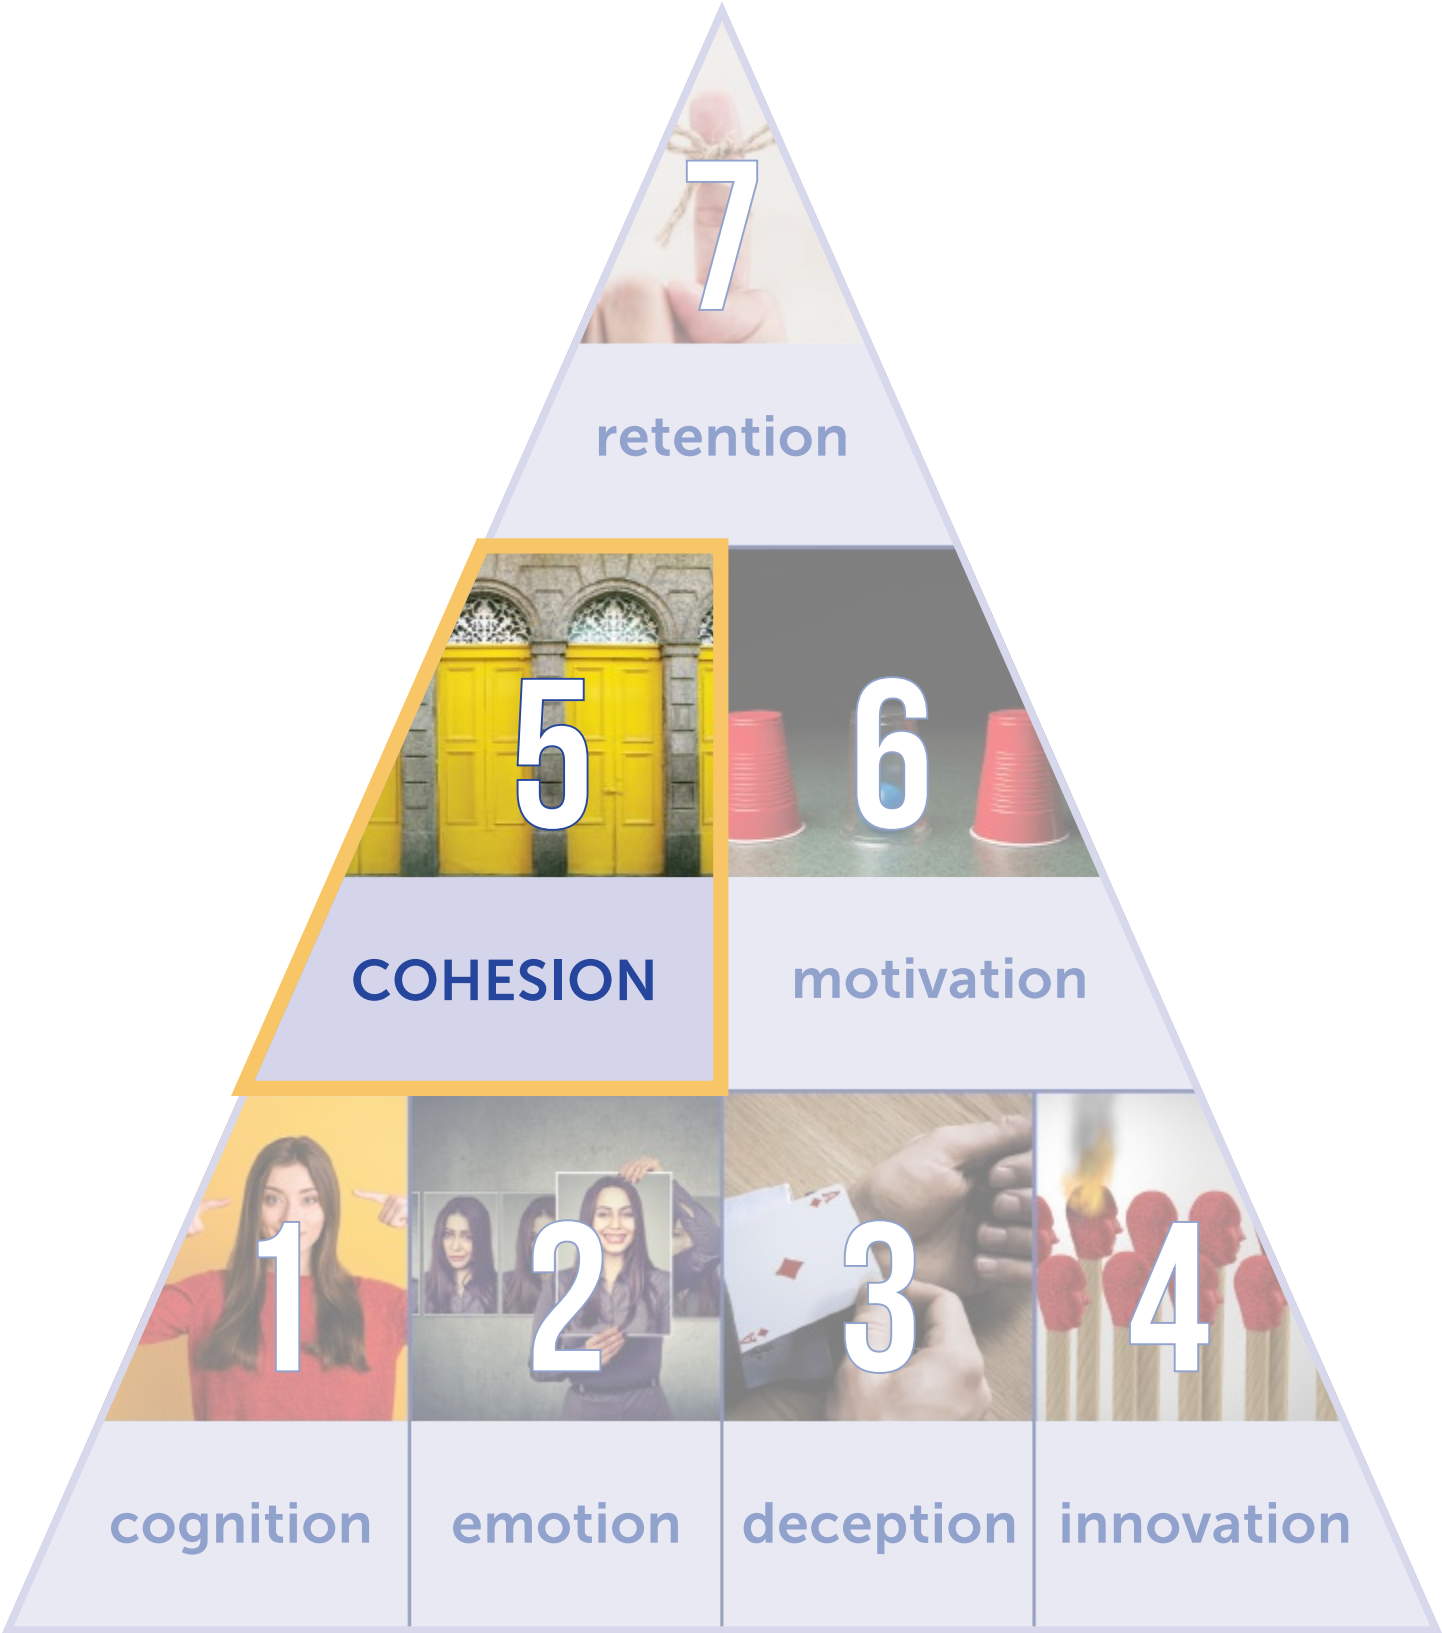 7
retention
5
6
COHESION
motivation
1
2
3
4
cognition
emotion
deception
innovation